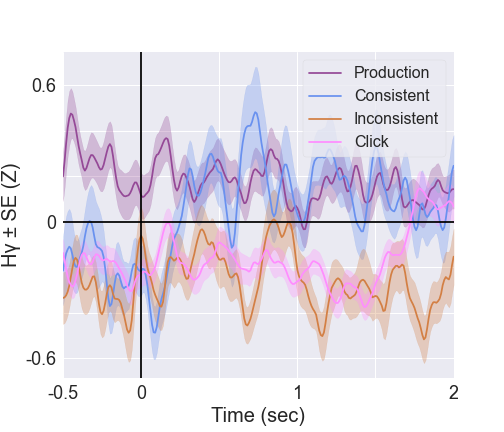 Production
Consistent
Inconsistent
Click
0.6
0
-0.6
Hγ ± SE (Z)
-0.5
0
1
2
Time (sec)